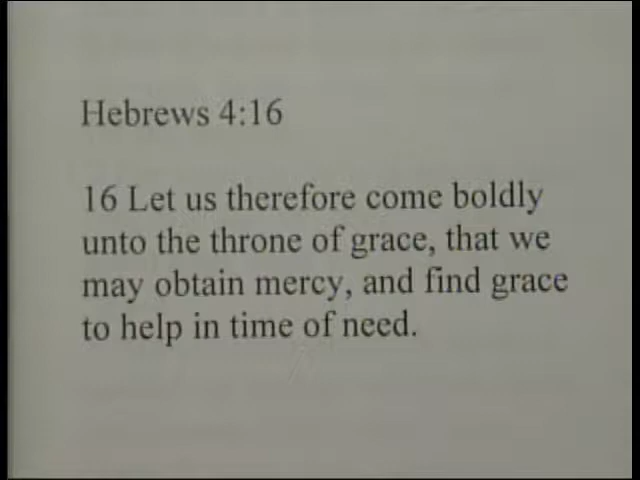 Hebrews 4:16
16 Let us therefore come boldly
unto the throne of grace, that we
may obtain mercy, and find grace
to help in time of need.